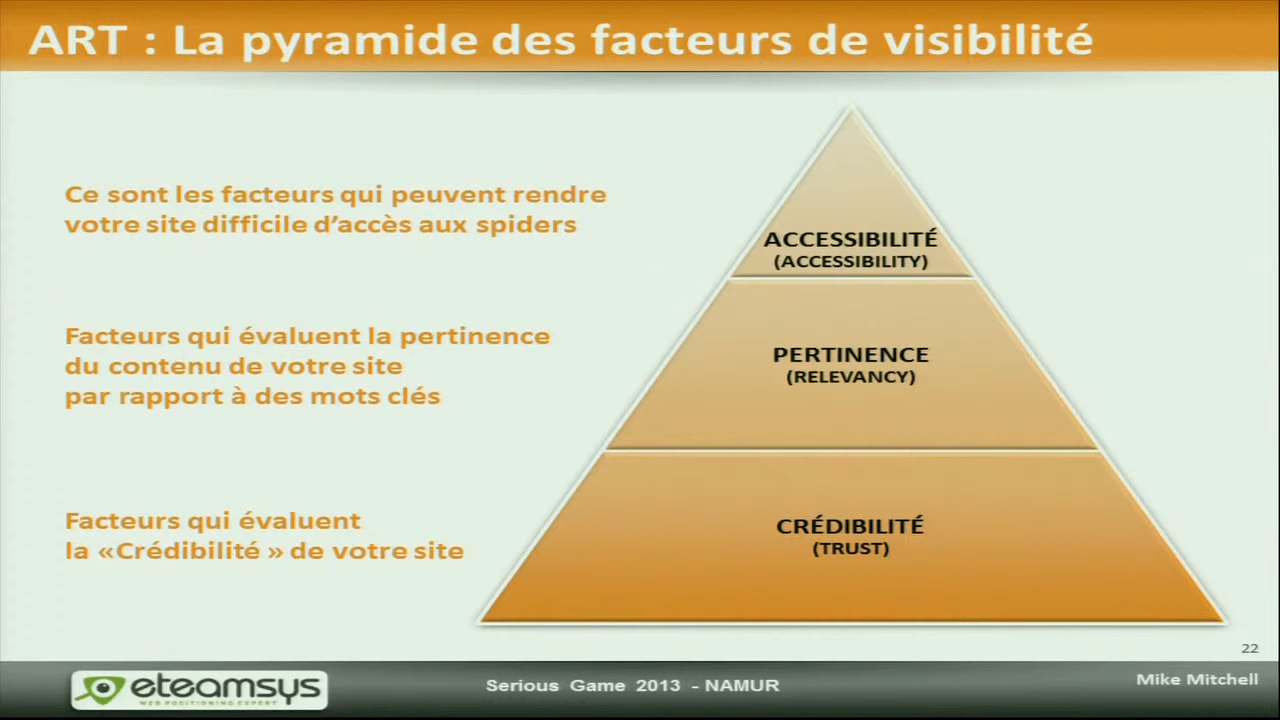 ART : La pyramide des facteurs de visibilité
Ce sont les facteurs qui peuvent rendre
votre site difficile d’accès aux spiders
ACCESSIBILITÉ
(ACCESSIBILITY)
Facteurs qui évaluent la pertinence
du contenu de votre site
par rapport à des mots clés
PERTINENCE
(RELEVANCY)
Facteurs qui évaluent
la «Crédibilité » de votre site
CRÉDIBILITÉ
(TRUST)
22
eteamsys
WEB POSITIONING EXPERT
Serious Game 2013 - NAMUR
Mike Mitchell